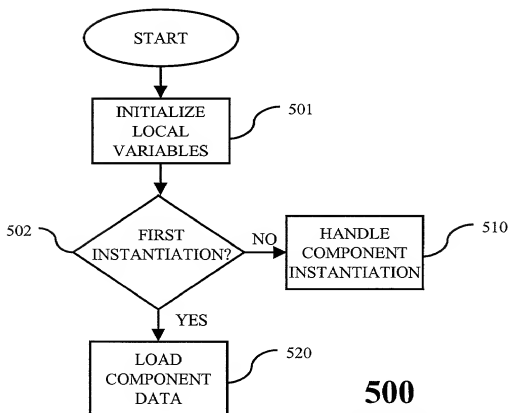 START
INITIALIZE
LOCAL
VARIABLES
501
502
FIRST
INSTANTIATION?
NO
HANDLE
COMPONENT
INSTANTIATION
510
YES
LOAD
COMPONENT
DATA
520
500